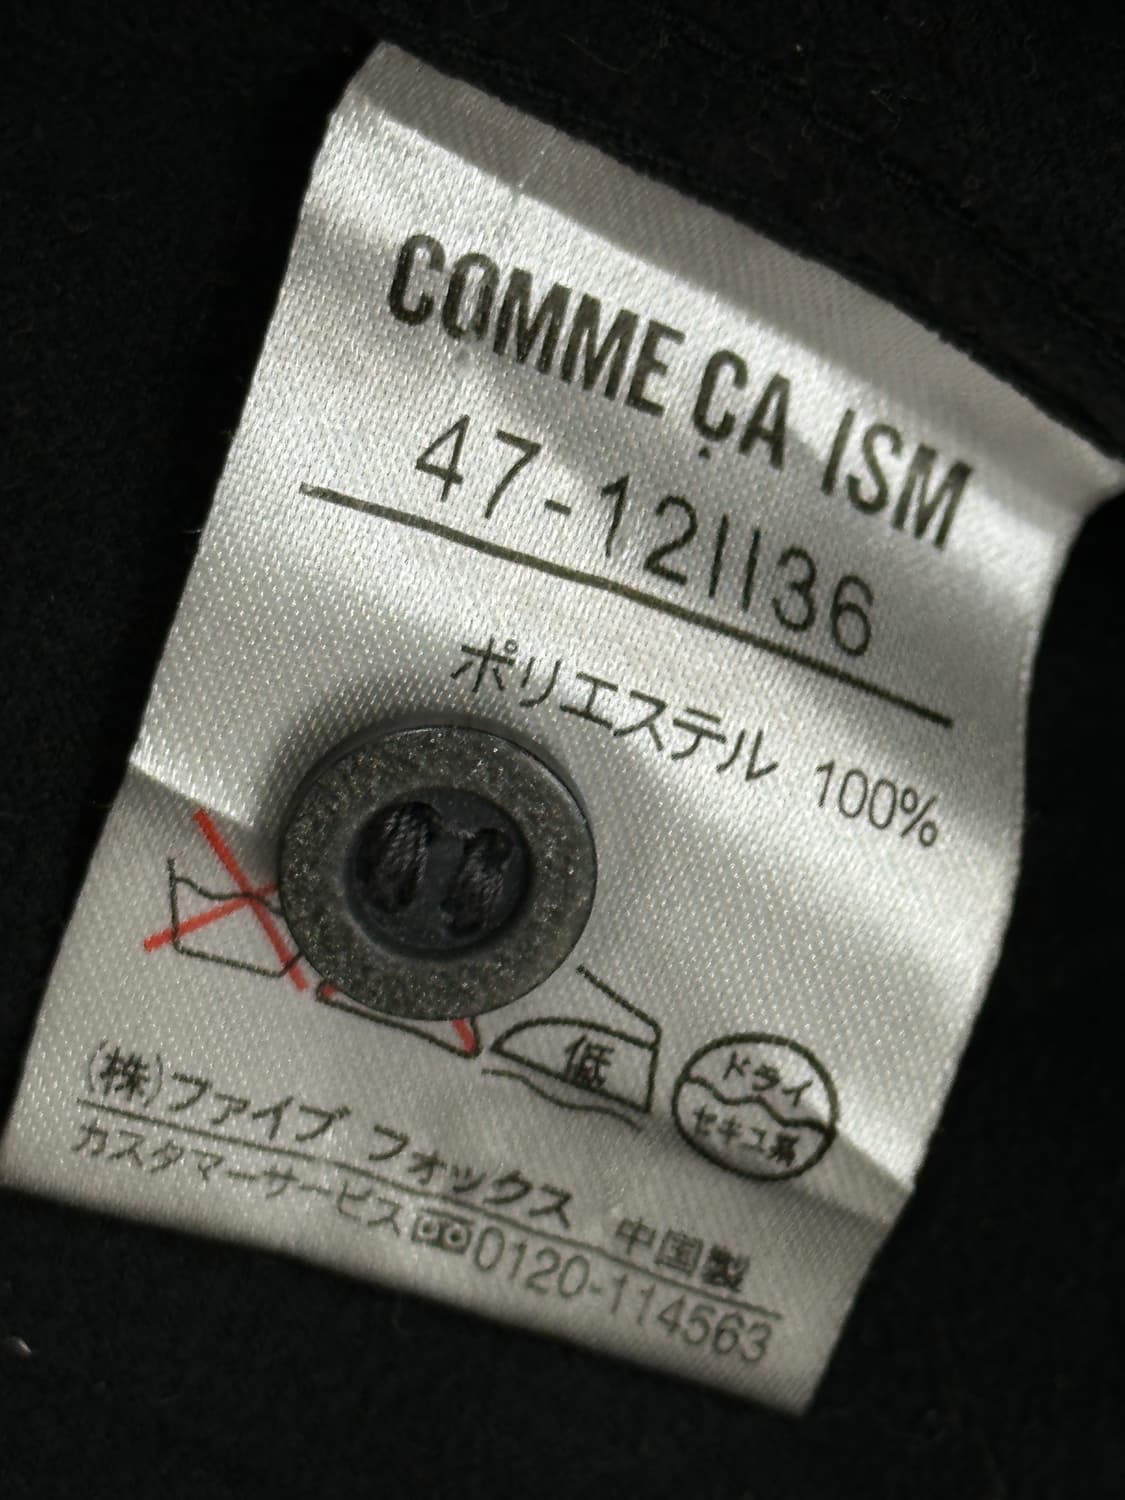 COMME ÇA ISM
47-12II36
ポリエステル 100%
低
ドライ
セキユ系
(株)ファイブ フォックス 中国製
カスタマーサービス 0120-114563